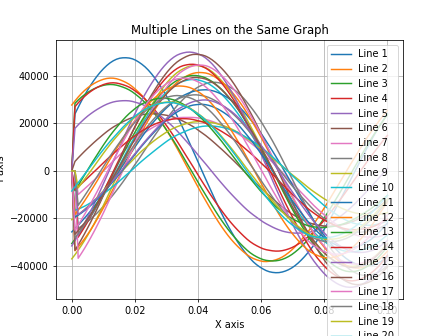 Multiple Lines on the Same Graph
40000
20000
0
−20000
−40000
axis
0.00
0.02
0.04
0.06
0.08
X axis
Line 1
Line 2
Line 3
Line 4
Line 5
Line 6
Line 7
Line 8
Line 9
Line 10
Line 11
Line 12
Line 13
Line 14
Line 15
Line 16
Line 17
Line 18
Line 19
Line 20